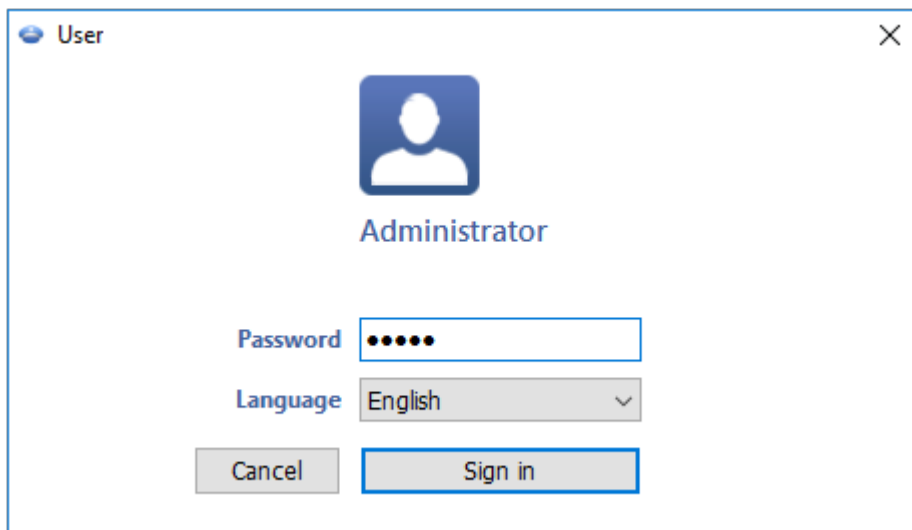 User
Administrator
Password •••••
Language English
Cancel Sign in